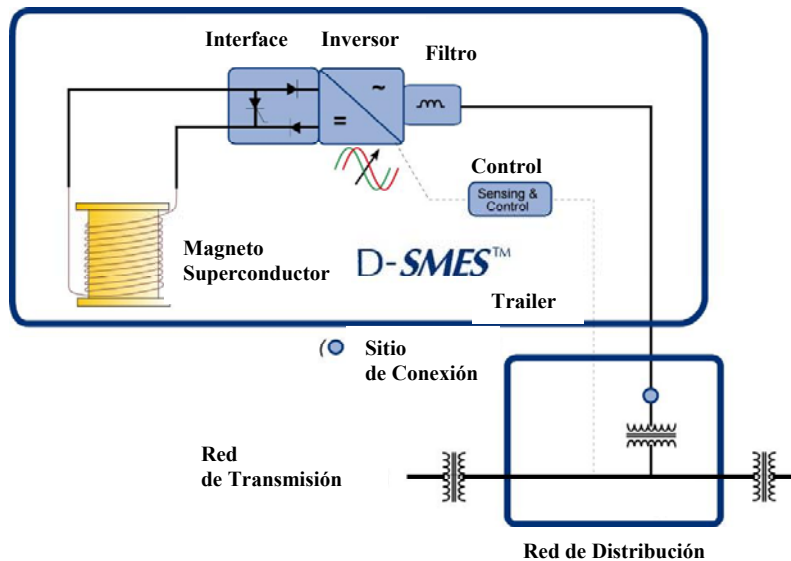 Interface Inversor Filtro
~
=
Control
Sensing &
Control
Magneto
Superconductor
D-SMES™
Trailer
( Sitio
de Conexión
Red
de Transmisión
Red de Distribución